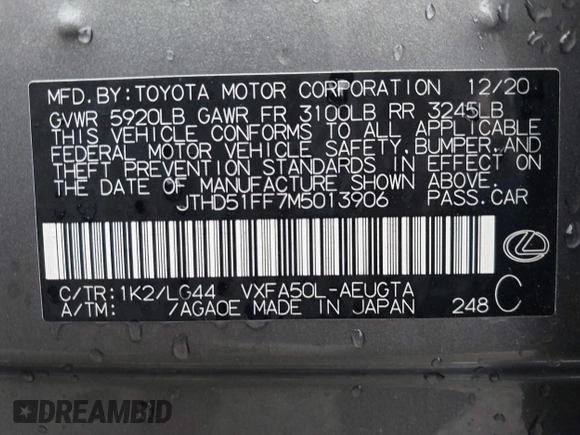 MFD. BY: TOYOTA MOTOR CORPORATION 12/20
GVWR 5920LB GAWR FR 3100LB RR 3245LB
THIS VEHICLE CONFORMS TO ALL APPLICABLE
FEDERAL MOTOR VEHICLE SAFETY, BUMPER, AND
THEFT PREVENTION STANDARDS IN EFFECT ON
THE DATE OF MANUFACTURE SHOWN ABOVE.
JTHD51FF7M5013906 PASS. CAR
C/TR: 1K2/LG44 VXFA50L-AEUGTA
A/TM: /AGA0E MADE IN JAPAN 248 C
DREAMBID